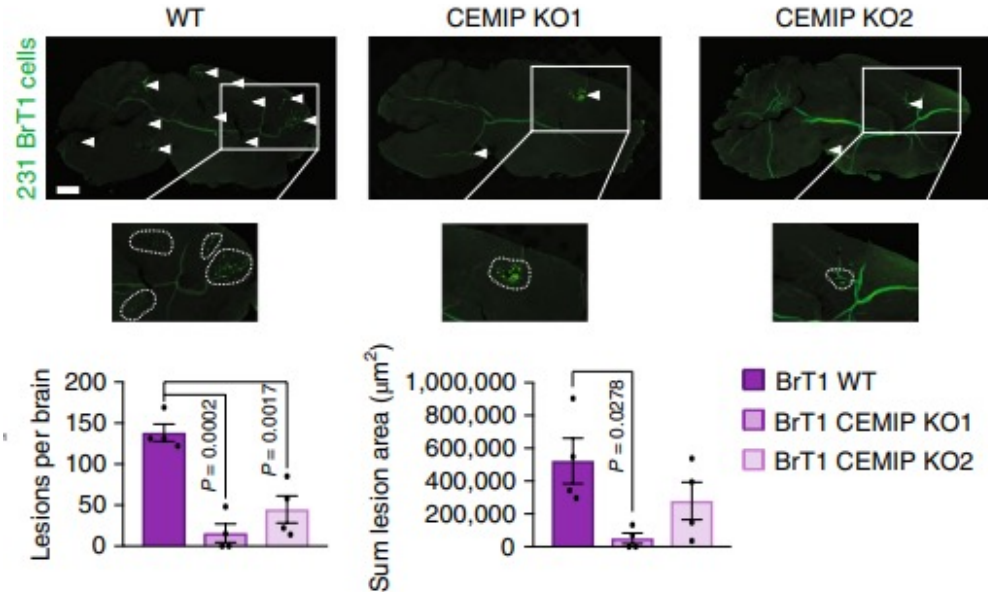 WT
CEMIP KO1
CEMIP KO2
231 BrT1 cells
Lesions per brain
200
150
100
50
0
P = 0.0002
P = 0.0017
Sum lesion area (μm²)
1,000,000
800,000
600,000
400,000
200,000
0
P = 0.0278
BrT1 WT
BrT1 CEMIP KO1
BrT1 CEMIP KO2